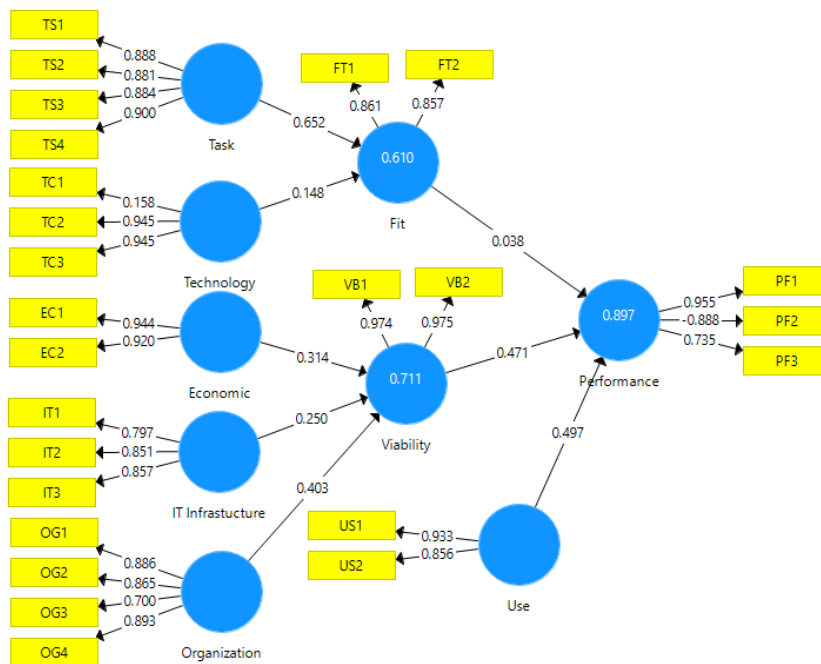 TS1
TS2
TS3
TS4
0.888
0.881
0.884
0.900
Task
0.652
FT1
FT2
0.861
0.857
0.610
Fit
TC1
TC2
TC3
0.158
0.945
0.945
Technology
0.148
0.038
EC1
EC2
0.944
0.920
Economic
0.314
VB1
VB2
0.974
0.975
0.711
Viability
0.471
IT1
IT2
IT3
0.797
0.851
0.857
IT Infrastucture
0.250
OG1
OG2
OG3
OG4
0.886
0.865
0.700
0.893
Organization
0.403
US1
US2
0.933
0.856
Use
0.497
0.897
Performance
0.955
-0.888
0.735
PF1
PF2
PF3